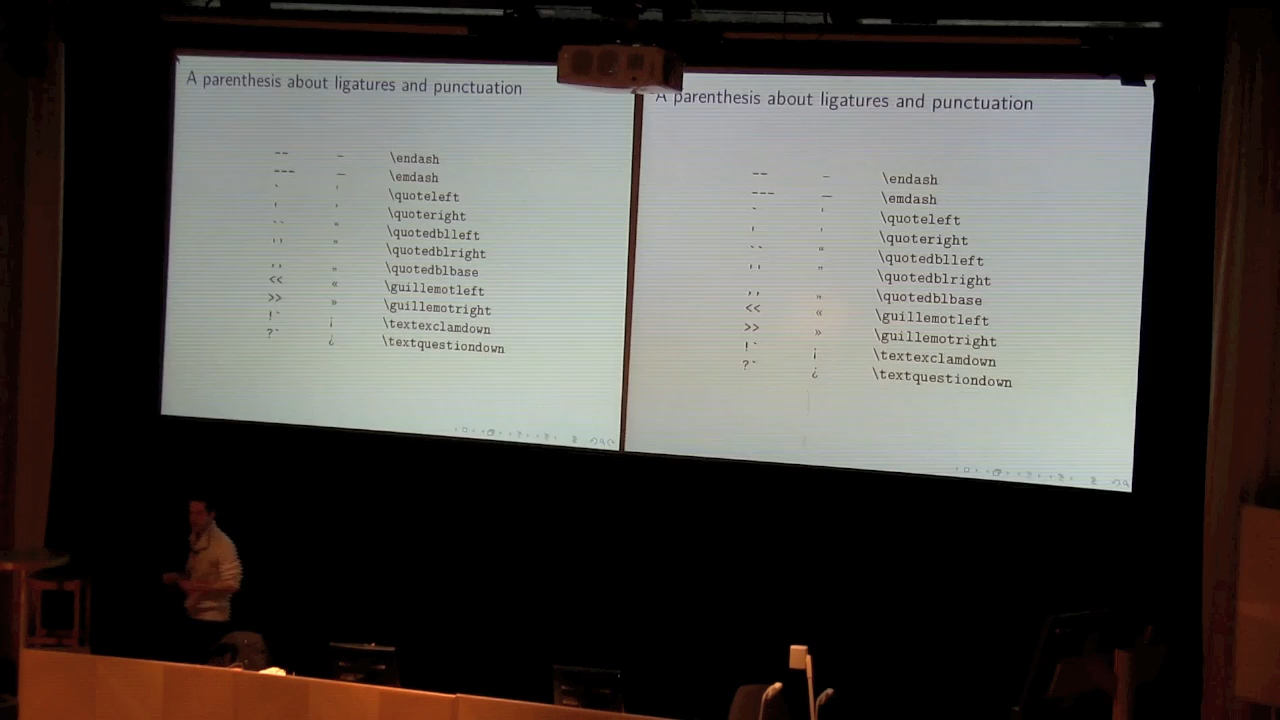 A parenthesis about ligatures and punctuation
-- – \endash
--- — \emdash
` ‘ \quoteleft
' ’ \quoteright
`` “ \quotedblleft
'' ” \quotedblright
,, „ \quotedblbase
<< « \guillemotleft
>> » \guillemotright
!` ¡ \textexclamdown
?` ¿ \textquestiondown
A parenthesis about ligatures and punctuation
-- – \endash
--- — \emdash
` ‘ \quoteleft
' ’ \quoteright
`` “ \quotedblleft
'' ” \quotedblright
,, „ \quotedblbase
<< « \guillemotleft
>> » \guillemotright
!` ¡ \textexclamdown
?` ¿ \textquestiondown